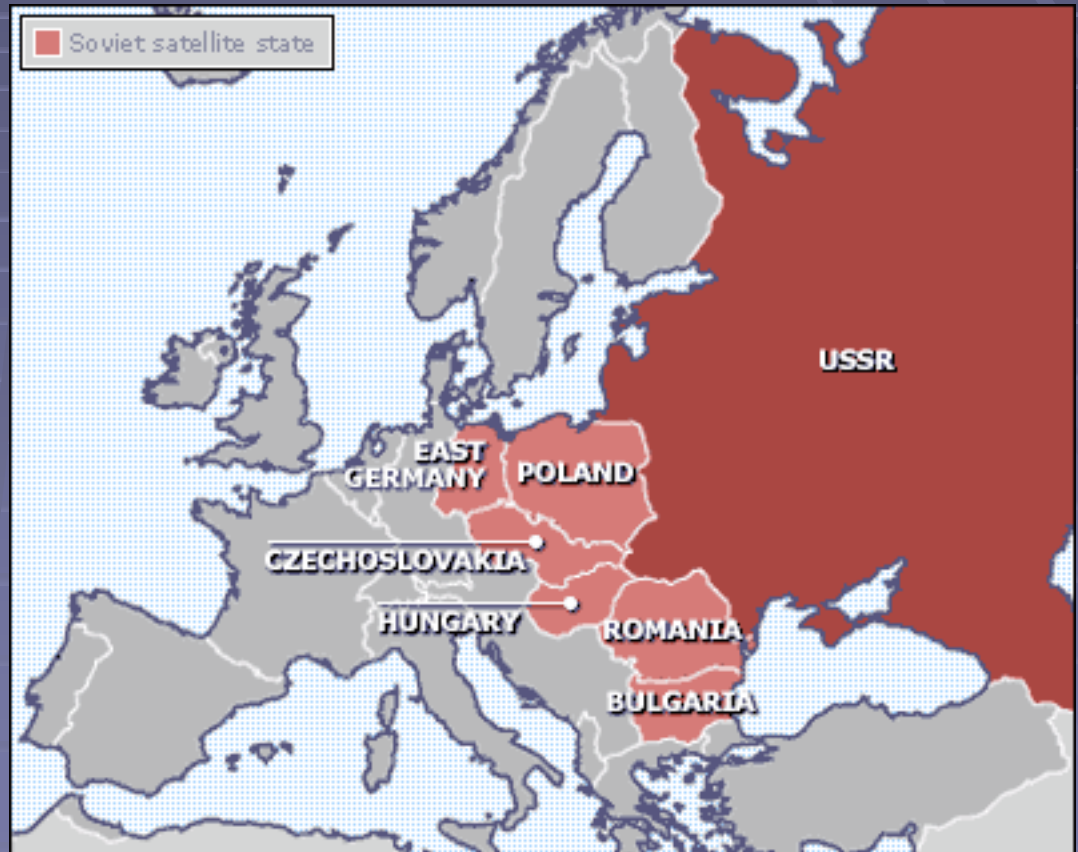 Soviet satellite state
USSR
EAST
GERMANY
POLAND
CZECHOSLOVAKIA
HUNGARY
ROMANIA
BULGARIA